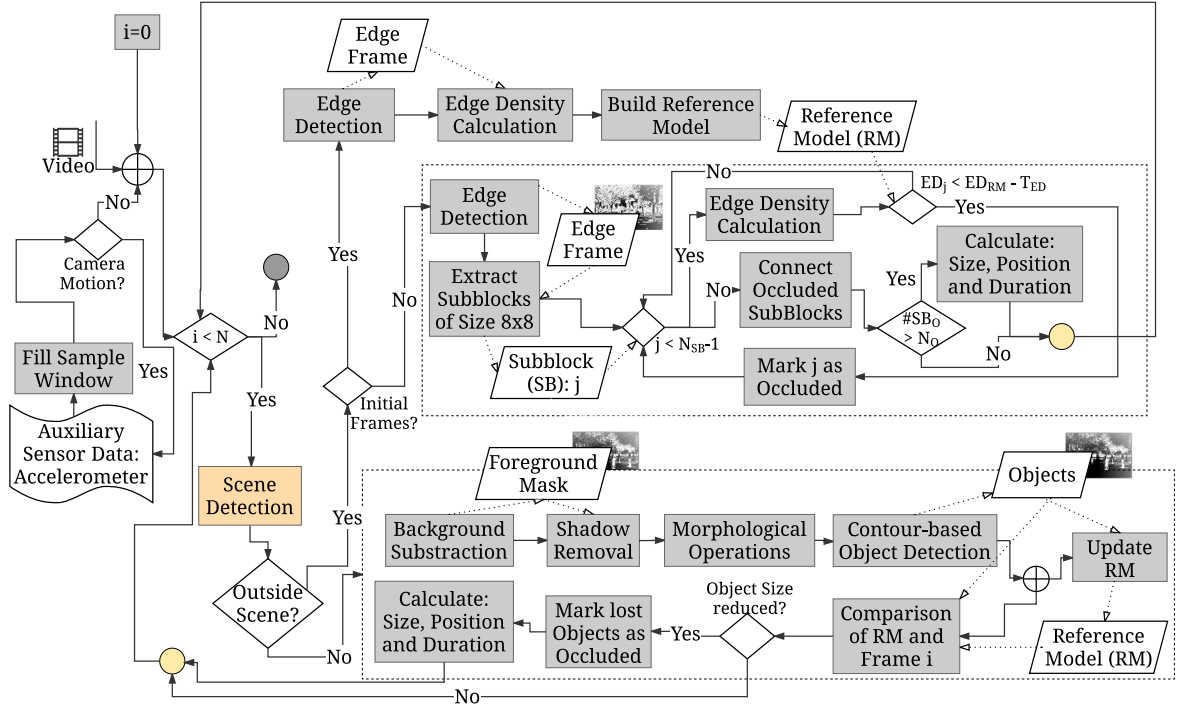 i=0
Edge
Frame
Edge
Detection
Edge Density
Calculation
Build Reference
Model
Reference
Model (RM)
Video
No
Camera
Motion?
Fill Sample
Window
Yes
Auxiliary
Sensor Data:
Accelerometer
i < N
No
Yes
Scene
Detection
Outside
Scene?
Yes
No
Initial
Frames?
Yes
No
Edge
Detection
Edge
Frame
Extract
Subblocks
of Size 8x8
Subblock
(SB): j
j < N_SB-1
Yes
No
Edge Density
Calculation
ED_j < ED_RM - T_ED
No
Yes
Connect
Occluded
SubBlocks
#SB_O
> N_O
Yes
No
Calculate:
Size, Position
and Duration
Mark j as
Occluded
Foreground
Mask
Objects
Background
Substraction
Shadow
Removal
Morphological
Operations
Contour-based
Object Detection
Update
RM
Reference
Model (RM)
Comparison
of RM and
Frame i
Object Size
reduced?
Yes
No
Mark lost
Objects as
Occluded
Calculate:
Size, Position
and Duration